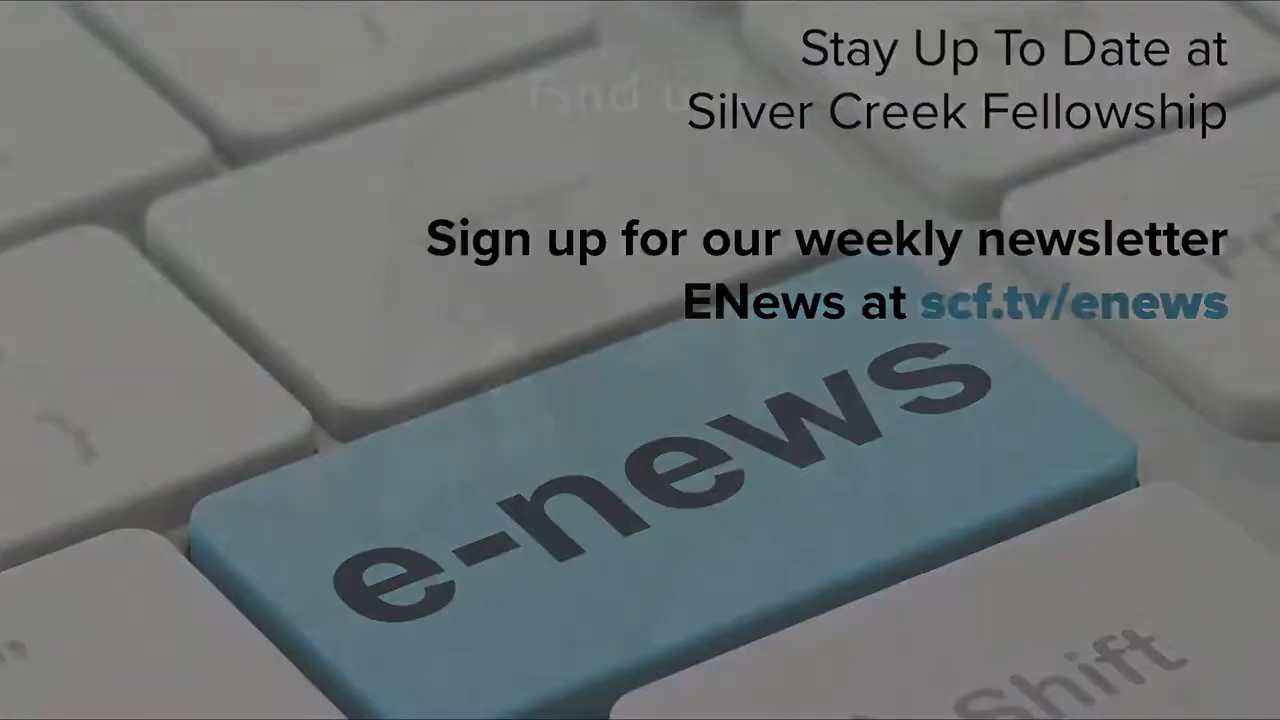 Stay Up To Date at
Silver Creek Fellowship
Sign up for our weekly newsletter
ENews at scf.tv/enews
e-news
Shift